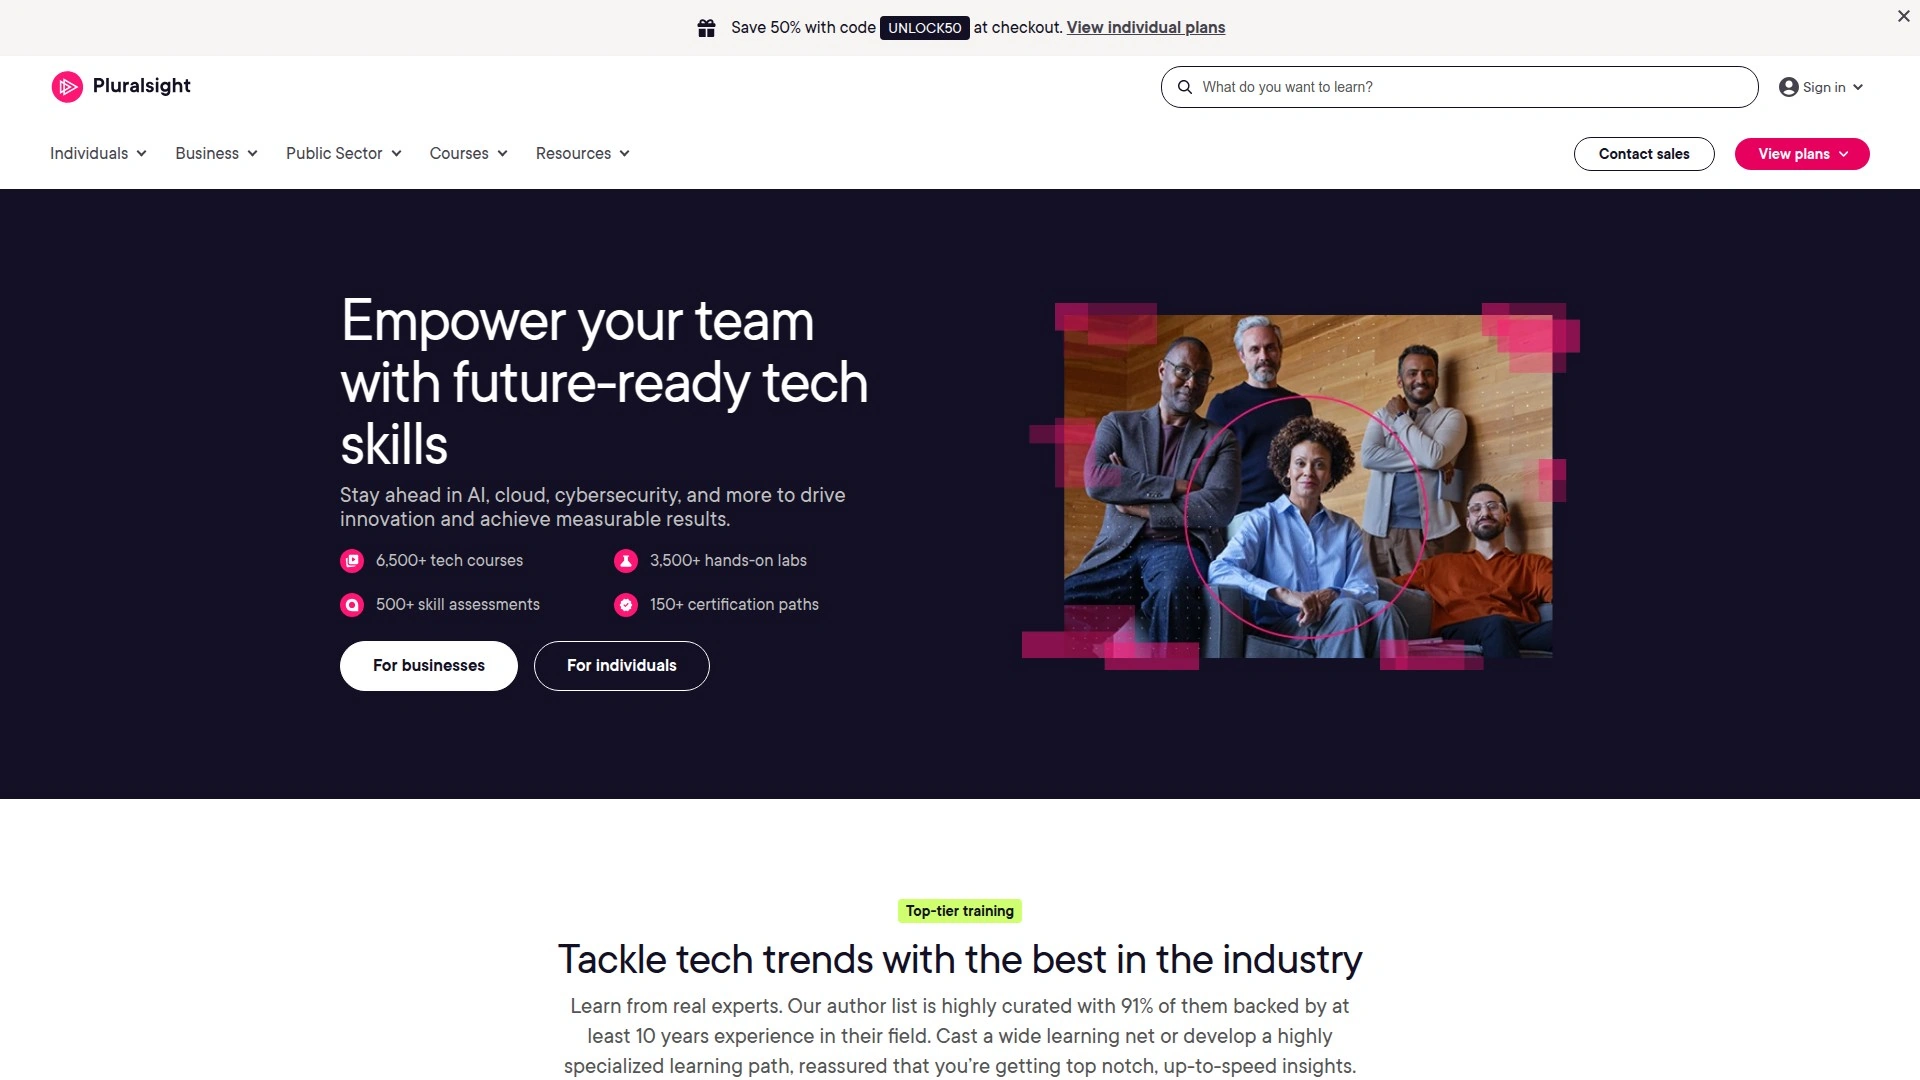 Save 50% with code UNLOCK50 at checkout. View individual plans
Pluralsight
What do you want to learn?
Sign in
Individuals
Business
Public Sector
Courses
Resources
Contact sales
View plans
Empower your team
with future-ready tech
skills
Stay ahead in AI, cloud, cybersecurity, and more to drive
innovation and achieve measurable results.
6,500+ tech courses
3,500+ hands-on labs
500+ skill assessments
150+ certification paths
For businesses
For individuals
Top-tier training
Tackle tech trends with the best in the industry
Learn from real experts. Our author list is highly curated with 91% of them backed by at
least 10 years experience in their field. Cast a wide learning net or develop a highly
specialized learning path, reassured that you’re getting top notch, up-to-speed insights.